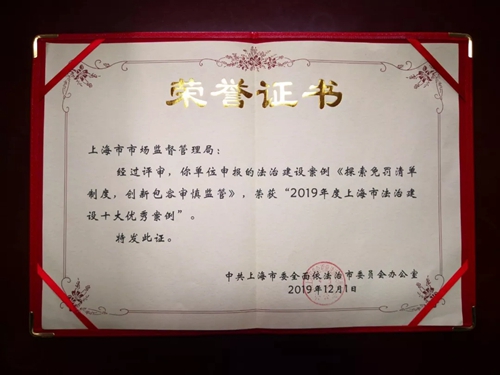 荣誉证书
上海市市场监督管理局：
经过评审，你单位申报的法治建设案例《探索免罚清单
制度，创新包容审慎监管》，荣获“2019年度上海市法治建
设十大优秀案例”。
特发此证。
中共上海市委全面依法治市委员会办公室
2019年12月1日